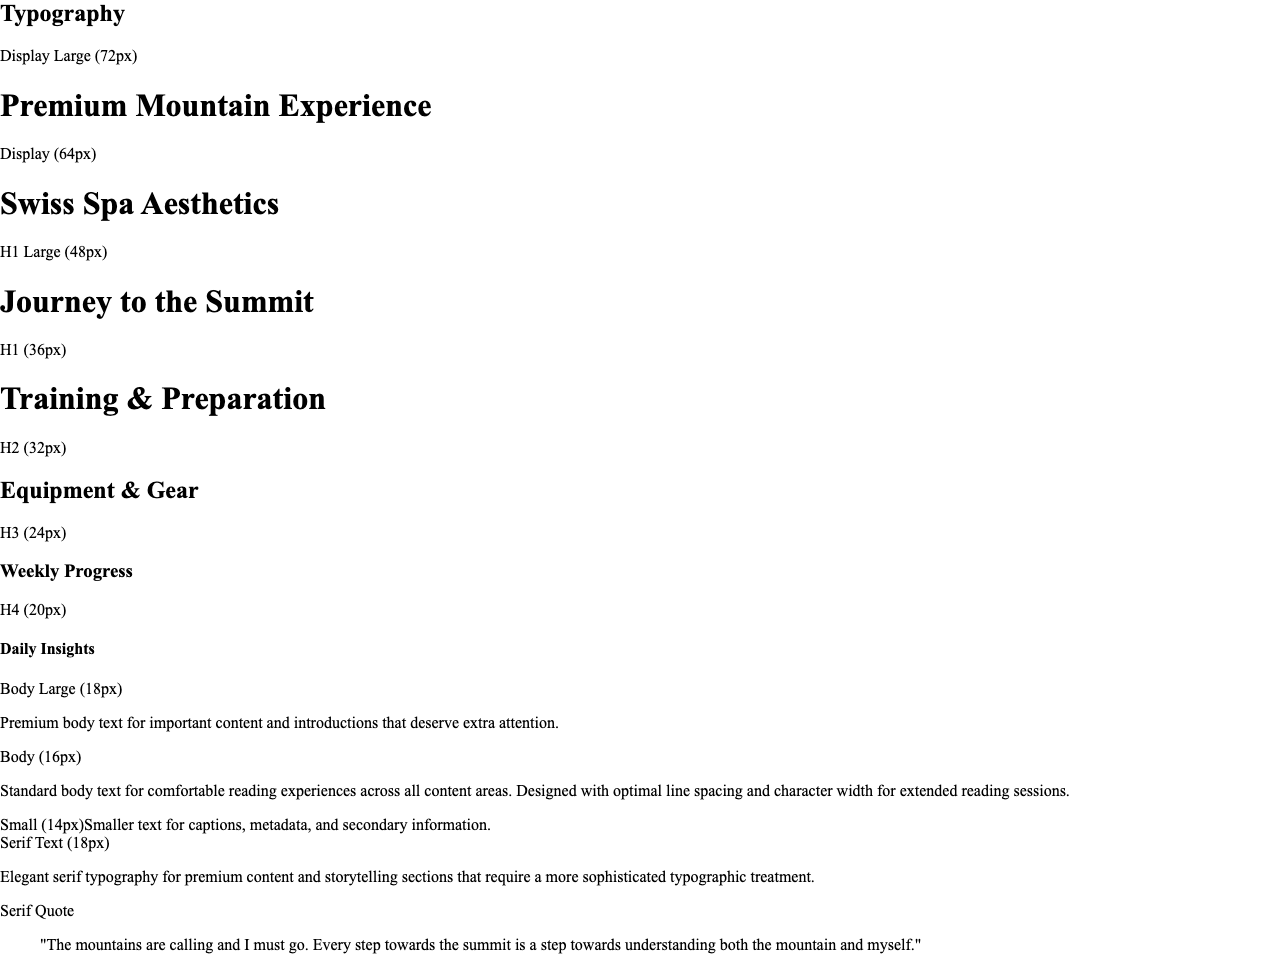 Typography
Display Large (72px)
Premium Mountain Experience
Display (64px)
Swiss Spa Aesthetics
H1 Large (48px)
Journey to the Summit
H1 (36px)
Training & Preparation
H2 (32px)
Equipment & Gear
H3 (24px)
Weekly Progress
H4 (20px)
Daily Insights
Body Large (18px)
Premium body text for important content and introductions that deserve extra attention.
Body (16px)
Standard body text for comfortable reading experiences across all content areas. Designed with optimal line spacing and character width for extended reading sessions.
Small (14px)Smaller text for captions, metadata, and secondary information.
Serif Text (18px)
Elegant serif typography for premium content and storytelling sections that require a more sophisticated typographic treatment.
Serif Quote
"The mountains are calling and I must go. Every step towards the summit is a step towards understanding both the mountain and myself."